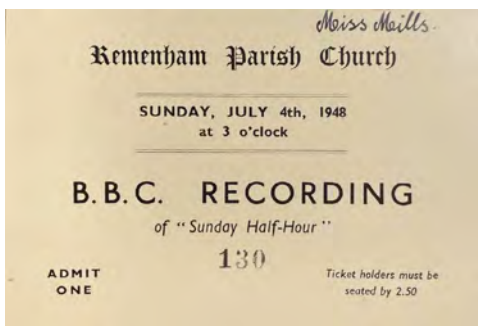 Miss Meills.
Remenham Parish Church
SUNDAY, JULY 4th, 1948
at 3 o'clock
B.B.C. RECORDING
of "Sunday Half-Hour"
130
ADMIT
ONE
Ticket holders must be
seated by 2.50